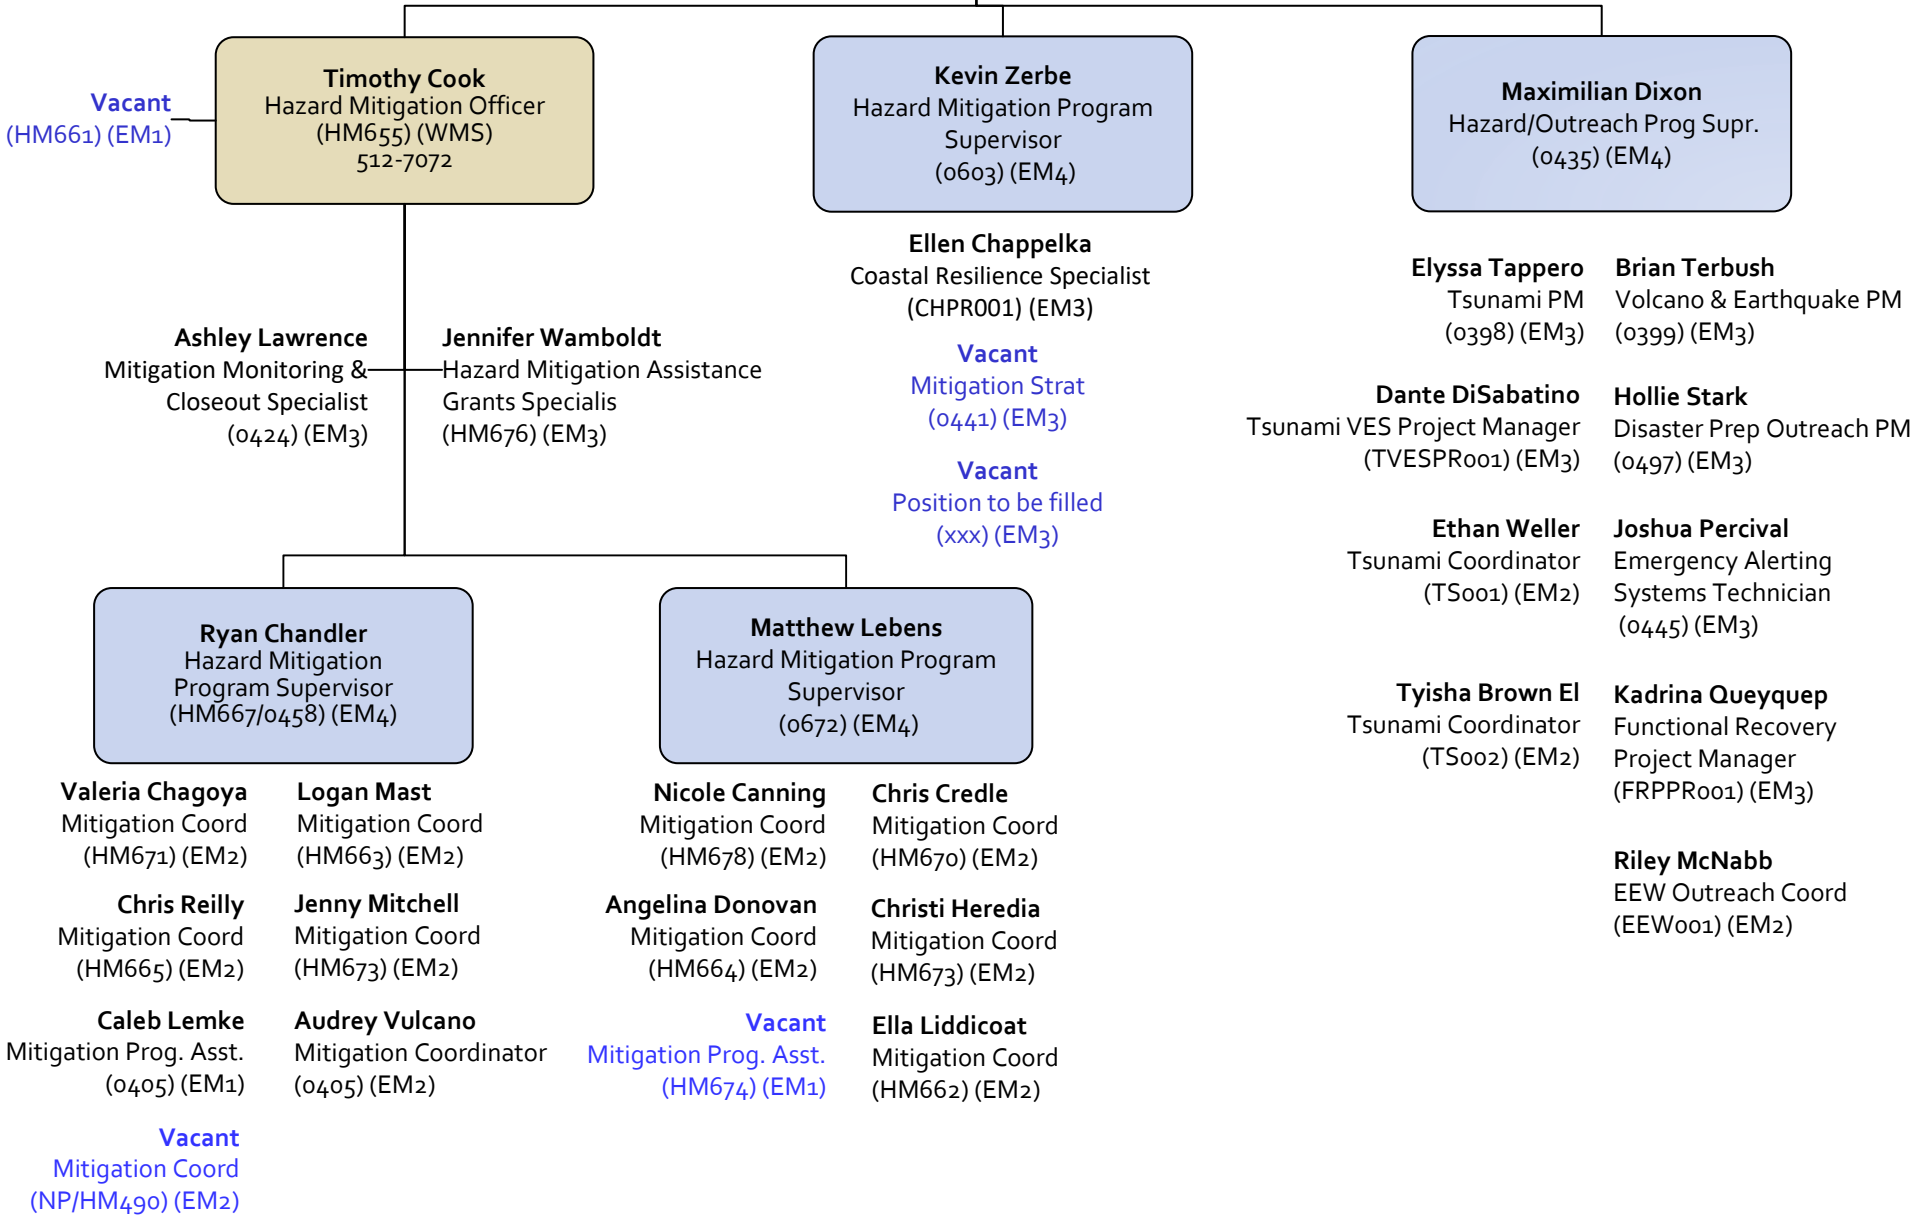 Vacant
(HM661) (EM1)
Timothy Cook
Hazard Mitigation Officer
(HM655) (WMS)
512-7072
Kevin Zerbe
Hazard Mitigation Program
Supervisor
(0603) (EM4)
Maximilian Dixon
Hazard/Outreach Prog Supr.
(0435) (EM4)
Ashley Lawrence
Mitigation Monitoring &
Closeout Specialist
(0424) (EM3)
Jennifer Wamboldt
Hazard Mitigation Assistance
Grants Specialis
(HM676) (EM3)
Ellen Chappelka
Coastal Resilience Specialist
(CHPR001) (EM3)
Vacant
Mitigation Strat
(0441) (EM3)
Vacant
Position to be filled
(xxx) (EM3)
Elyssa Tappero
Tsunami PM
(0398) (EM3)
Brian Terbush
Volcano & Earthquake PM
(0399) (EM3)
Dante DiSabatino
Tsunami VES Project Manager
(TVESPR001) (EM3)
Hollie Stark
Disaster Prep Outreach PM
(0497) (EM3)
Ethan Weller
Tsunami Coordinator
(TS001) (EM2)
Joshua Percival
Emergency Alerting
Systems Technician
(0445) (EM3)
Tyisha Brown El
Tsunami Coordinator
(TS002) (EM2)
Kadrina Queyquep
Functional Recovery
Project Manager
(FRPPR001) (EM3)
Riley McNabb
EEW Outreach Coord
(EEW001) (EM2)
Ryan Chandler
Hazard Mitigation
Program Supervisor
(HM667/0458) (EM4)
Matthew Lebens
Hazard Mitigation Program
Supervisor
(0672) (EM4)
Valeria Chagoya
Mitigation Coord
(HM671) (EM2)
Logan Mast
Mitigation Coord
(HM663) (EM2)
Chris Reilly
Mitigation Coord
(HM665) (EM2)
Jenny Mitchell
Mitigation Coord
(HM673) (EM2)
Caleb Lemke
Mitigation Prog. Asst.
(0405) (EM1)
Audrey Vulcano
Mitigation Coordinator
(0405) (EM2)
Vacant
Mitigation Coord
(NP/HM490) (EM2)
Nicole Canning
Mitigation Coord
(HM678) (EM2)
Chris Credle
Mitigation Coord
(HM670) (EM2)
Angelina Donovan
Mitigation Coord
(HM664) (EM2)
Christi Heredia
Mitigation Coord
(HM673) (EM2)
Vacant
Mitigation Prog. Asst.
(HM674) (EM1)
Ella Liddicoat
Mitigation Coord
(HM662) (EM2)